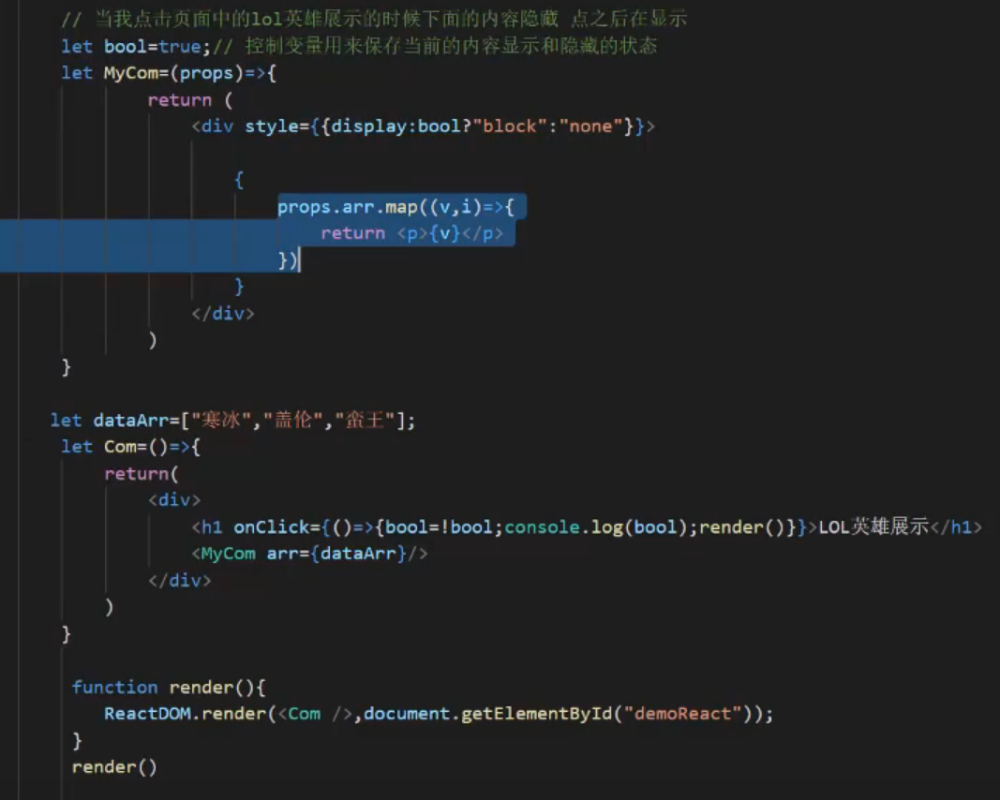 // 当我点击页面中的lol英雄展示的时候下面的内容隐藏 点之后在显示
let bool=true;// 控制变量用来保存当前的内容显示和隐藏的状态
let MyCom=(props)=>{
return (
<div style={{display:bool?"block":"none"}}>
{
props.arr.map((v,i)=>{
return <p>{v}</p>
})
}
</div>
)
}
let dataArr=["寒冰","盖伦","蛮王"];
let Com=()=>{
return(
<div>
<h1 onClick={()=>{bool=!bool;console.log(bool);render()}}>LOL英雄展示</h1>
<MyCom arr={dataArr}/>
</div>
)
}
function render(){
ReactDOM.render(<Com />,document.getElementById("demoReact"));
}
render()